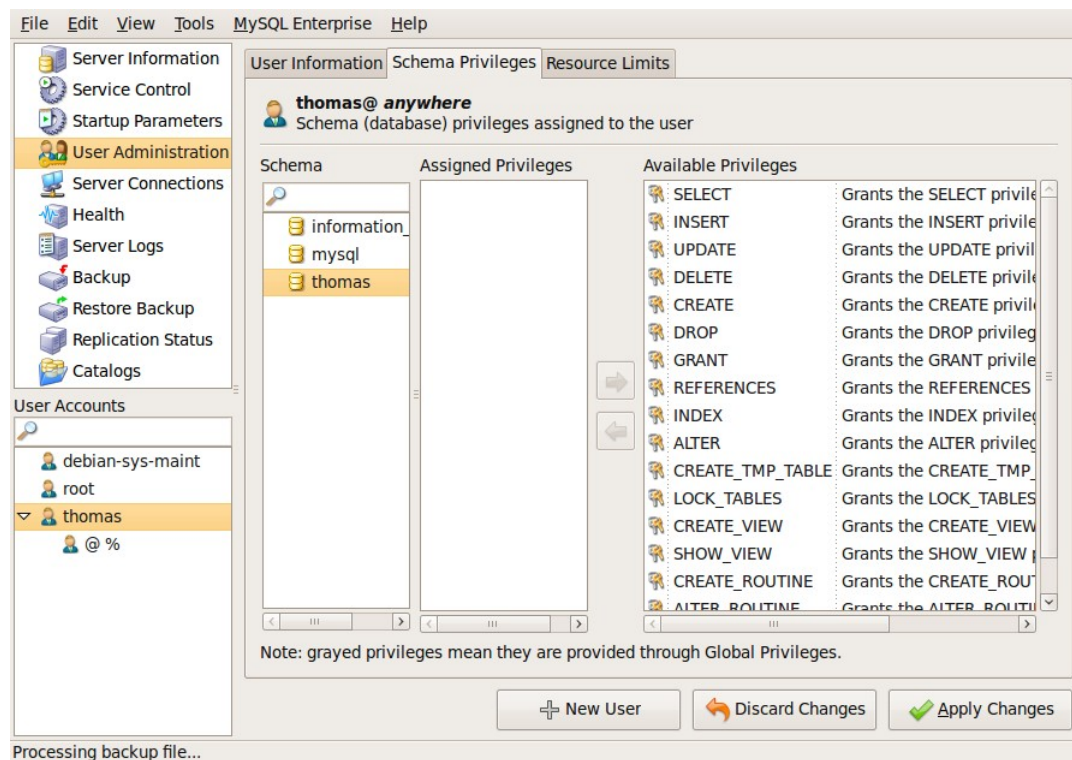 File Edit View Tools MySQL Enterprise Help
Server Information
Service Control
Startup Parameters
User Administration
Server Connections
Health
Server Logs
Backup
Restore Backup
Replication Status
Catalogs
User Accounts
debian-sys-maint
root
thomas
@ %
User Information Schema Privileges Resource Limits
thomas@ anywhere
Schema (database) privileges assigned to the user
Schema Assigned Privileges Available Privileges
information_
mysql
thomas
SELECT Grants the SELECT privile
INSERT Grants the INSERT privile
UPDATE Grants the UPDATE privil
DELETE Grants the DELETE privile
CREATE Grants the CREATE privile
DROP Grants the DROP privileg
GRANT Grants the GRANT privile
REFERENCES Grants the REFERENCES
INDEX Grants the INDEX privileg
ALTER Grants the ALTER privileg
CREATE_TMP_TABLE Grants the CREATE_TMP_
LOCK_TABLES Grants the LOCK_TABLES
CREATE_VIEW Grants the CREATE_VIEW
SHOW_VIEW Grants the SHOW_VIEW p
CREATE_ROUTINE Grants the CREATE_ROUT
ALTER_ROUTINE Grants the ALTER_ROUTI
Note: grayed privileges mean they are provided through Global Privileges.
New User Discard Changes Apply Changes
Processing backup file...